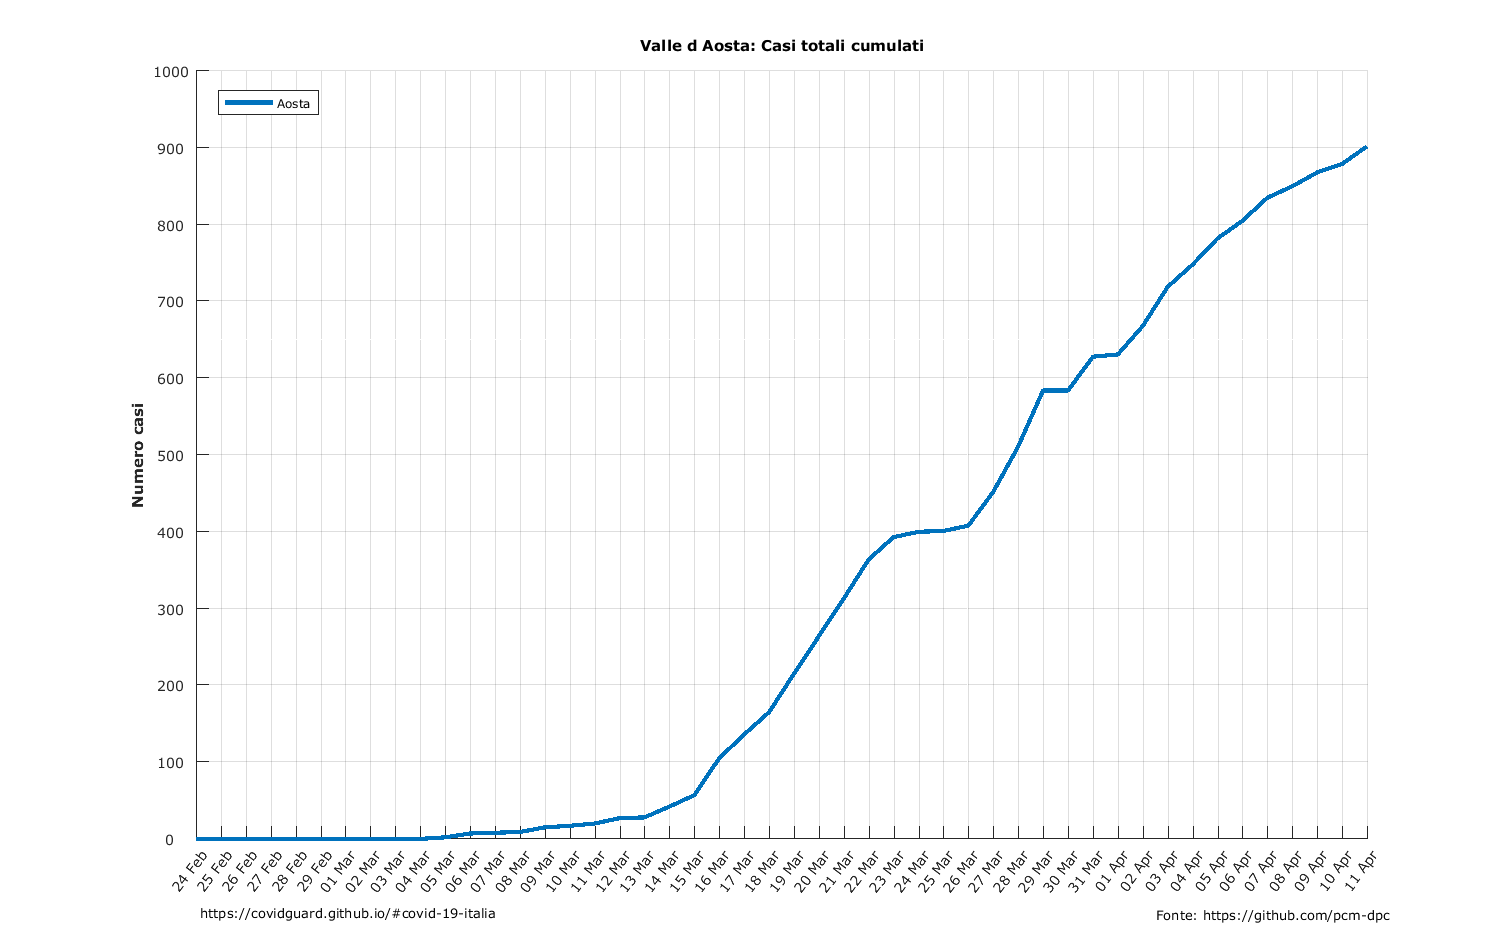 Valle d Aosta: Casi totali cumulati
Aosta
Numero casi
1000
900
800
700
600
500
400
300
200
100
0
24 Feb
25 Feb
26 Feb
27 Feb
28 Feb
29 Feb
01 Mar
02 Mar
03 Mar
04 Mar
05 Mar
06 Mar
07 Mar
08 Mar
09 Mar
10 Mar
11 Mar
12 Mar
13 Mar
14 Mar
15 Mar
16 Mar
17 Mar
18 Mar
19 Mar
20 Mar
21 Mar
22 Mar
23 Mar
24 Mar
25 Mar
26 Mar
27 Mar
28 Mar
29 Mar
30 Mar
31 Mar
01 Apr
02 Apr
03 Apr
04 Apr
05 Apr
06 Apr
07 Apr
08 Apr
09 Apr
10 Apr
11 Apr
https://covidguard.github.io/#covid-19-italia
Fonte: https://github.com/pcm-dpc